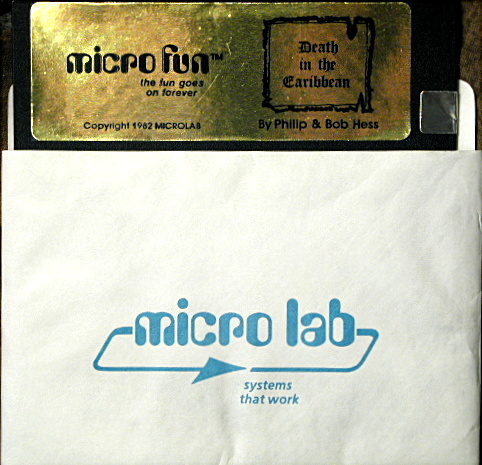 micro fun™
the fun goes
on forever
Copyright 1982 MICROLAB
Death
in the
Caribbean
By Philip & Bob Hess
micro lab
systems
that work